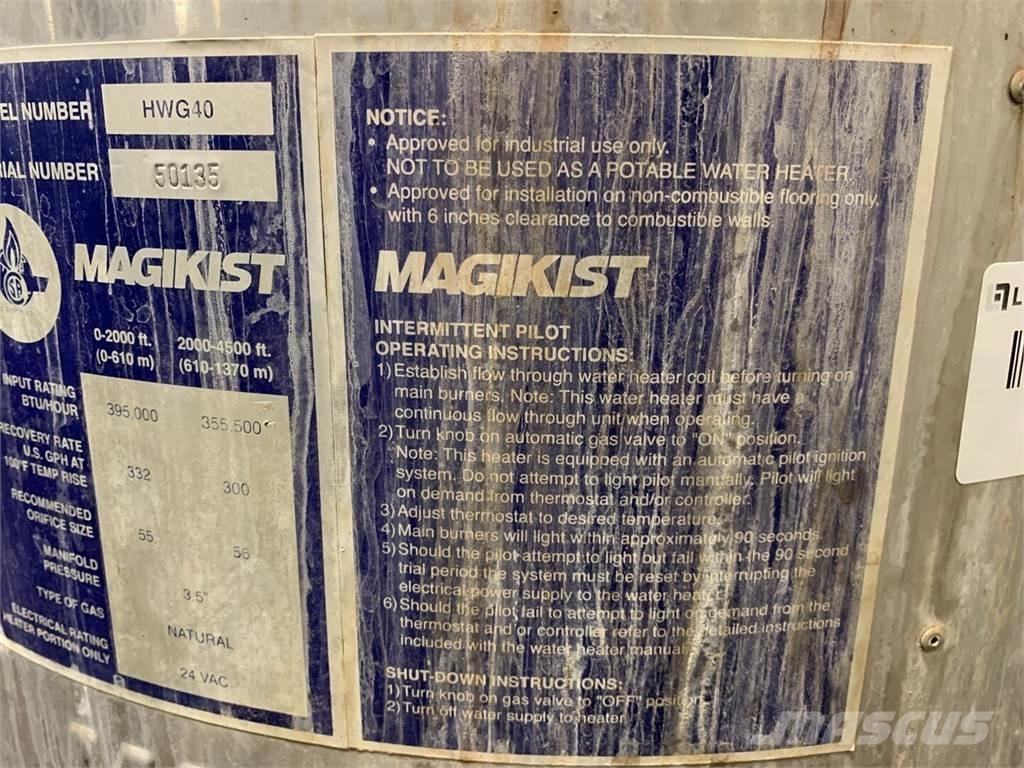 EL NUMBER HWG40
IAL NUMBER 50135
MAGIKIST
0-2000 ft. 2000-4500 ft.
(0-610 m) (610-1370 m)
INPUT RATING
BTU/HOUR 395,000 355,500
RECOVERY RATE
U.S. GPH AT
100°F TEMP RISE 332 300
RECOMMENDED
ORIFICE SIZE 55 56
MANIFOLD
PRESSURE 3.5"
TYPE OF GAS NATURAL
ELECTRICAL RATING
HEATER PORTION ONLY 24 VAC
NOTICE:
• Approved for industrial use only.
NOT TO BE USED AS A POTABLE WATER HEATER.
• Approved for installation on non-combustible flooring only,
with 6 inches clearance to combustible walls.
MAGIKIST
INTERMITTENT PILOT
OPERATING INSTRUCTIONS:
1) Establish flow through water heater coil before turning on
main burners. Note: This water heater must have a
continuous flow through unit when operating.
2) Turn knob on automatic gas valve to "ON" position.
Note: This heater is equipped with an automatic pilot ignition
system. Do not attempt to light pilot manually. Pilot will light
on demand from thermostat and/or controller.
3) Adjust thermostat to desired temperature.
4) Main burners will light within approximately 90 seconds.
5) Should the pilot attempt to light but fail within the 90 second
trial period the system must be reset by interrupting the
electrical power supply to the water heater.
6) Should the pilot fail to attempt to light on demand from the
thermostat and/or controller refer to the detailed instructions
included with the water heater manual.
SHUT-DOWN INSTRUCTIONS:
1) Turn knob on gas valve to "OFF" position.
2) Turn off water supply to heater.
L
mascus